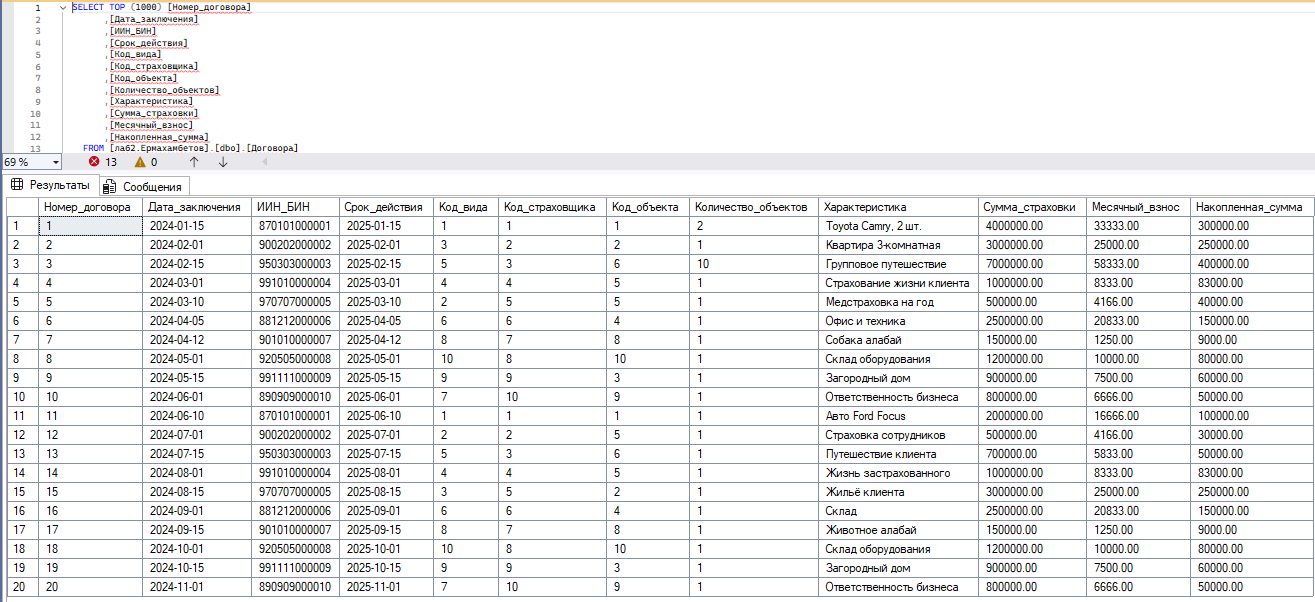 1 SELECT TOP (1000) [Номер_договора]
2 ,[Дата_заключения]
3 ,[ИИН_БИН]
4 ,[Срок_действия]
5 ,[Код_вида]
6 ,[Код_страховщика]
7 ,[Код_объекта]
8 ,[Количество_объектов]
9 ,[Характеристика]
10 ,[Сумма_страховки]
11 ,[Месячный_взнос]
12 ,[Накопленная_сумма]
13 FROM [лаб2.Ермахамбетов].[dbo].[Договора]
69 % 13 0
Результаты Сообщения
Номер_договора Дата_заключения ИИН_БИН Срок_действия Код_вида Код_страховщика Код_объекта Количество_объектов Характеристика Сумма_страховки Месячный_взнос Накопленная_сумма
1 1 2024-01-15 870101000001 2025-01-15 1 1 1 2 Toyota Camry, 2 шт. 4000000.00 33333.00 300000.00
2 2 2024-02-01 900202000002 2025-02-01 3 2 2 1 Квартира 3-комнатная 3000000.00 25000.00 250000.00
3 3 2024-02-15 950303000003 2025-02-15 5 3 6 10 Групповое путешествие 7000000.00 58333.00 400000.00
4 4 2024-03-01 991010000004 2025-03-01 4 4 5 1 Страхование жизни клиента 1000000.00 8333.00 83000.00
5 5 2024-03-10 970707000005 2025-03-10 2 5 5 1 Медстраховка на год 500000.00 4166.00 40000.00
6 6 2024-04-05 881212000006 2025-04-05 6 6 4 1 Офис и техника 2500000.00 20833.00 150000.00
7 7 2024-04-12 901010000007 2025-04-12 8 7 8 1 Собака алабай 150000.00 1250.00 9000.00
8 8 2024-05-01 920505000008 2025-05-01 10 8 10 1 Склад оборудования 1200000.00 10000.00 80000.00
9 9 2024-05-15 991111000009 2025-05-15 9 9 3 1 Загородный дом 900000.00 7500.00 60000.00
10 10 2024-06-01 890909000010 2025-06-01 7 10 9 1 Ответственность бизнеса 800000.00 6666.00 50000.00
11 11 2024-06-10 870101000001 2025-06-10 1 1 1 1 Авто Ford Focus 2000000.00 16666.00 100000.00
12 12 2024-07-01 900202000002 2025-07-01 2 2 5 1 Страховка сотрудников 500000.00 4166.00 30000.00
13 13 2024-07-15 950303000003 2025-07-15 5 3 6 1 Путешествие клиента 700000.00 5833.00 50000.00
14 14 2024-08-01 991010000004 2025-08-01 4 4 5 1 Жизнь застрахованного 1000000.00 8333.00 83000.00
15 15 2024-08-15 970707000005 2025-08-15 3 5 2 1 Жильё клиента 3000000.00 25000.00 250000.00
16 16 2024-09-01 881212000006 2025-09-01 6 6 4 1 Склад 2500000.00 20833.00 150000.00
17 17 2024-09-15 901010000007 2025-09-15 8 7 8 1 Животное алабай 150000.00 1250.00 9000.00
18 18 2024-10-01 920505000008 2025-10-01 10 8 10 1 Склад оборудования 1200000.00 10000.00 80000.00
19 19 2024-10-15 991111000009 2025-10-15 9 9 3 1 Загородный дом 900000.00 7500.00 60000.00
20 20 2024-11-01 890909000010 2025-11-01 7 10 9 1 Ответственность бизнеса 800000.00 6666.00 50000.00